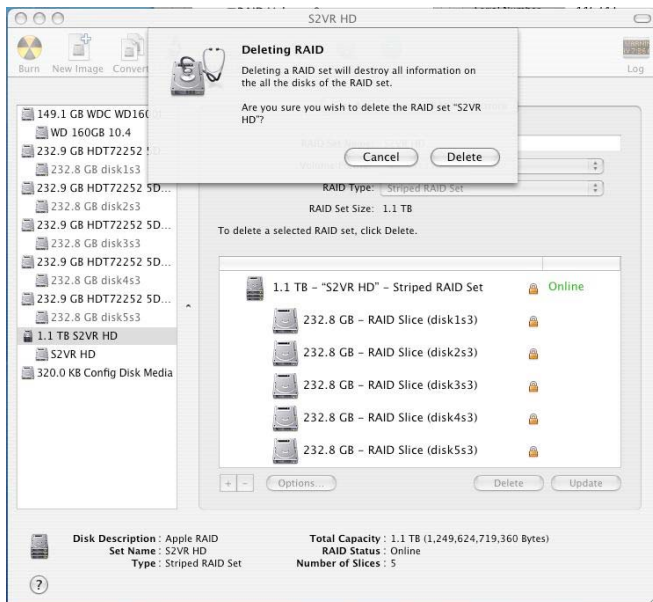 S2VR HD
Burn
New Image
Convert
Log
Deleting RAID
Deleting a RAID set will destroy all information on
the all the disks of the RAID set.
Are you sure you wish to delete the RAID set "S2VR
HD"?
Cancel
Delete
149.1 GB WDC WD160
WD 160GB 10.4
232.9 GB HDT72252
232.8 GB disk1s3
232.9 GB HDT72252 5D...
232.8 GB disk2s3
232.9 GB HDT72252 5D...
232.8 GB disk3s3
232.9 GB HDT72252 5D...
232.8 GB disk4s3
232.9 GB HDT72252 5D...
232.8 GB disk5s3
1.1 TB S2VR HD
S2VR HD
320.0 KB Config Disk Media
RAID Type: Striped RAID Set
RAID Set Size: 1.1 TB
To delete a selected RAID set, click Delete.
1.1 TB – "S2VR HD" – Striped RAID Set Online
232.8 GB – RAID Slice (disk1s3)
232.8 GB – RAID Slice (disk2s3)
232.8 GB – RAID Slice (disk3s3)
232.8 GB – RAID Slice (disk4s3)
232.8 GB – RAID Slice (disk5s3)
+ - Options... Delete Update
Disk Description : Apple RAID
Set Name : S2VR HD
Type : Striped RAID Set
Total Capacity : 1.1 TB (1,249,624,719,360 Bytes)
RAID Status : Online
Number of Slices : 5
?